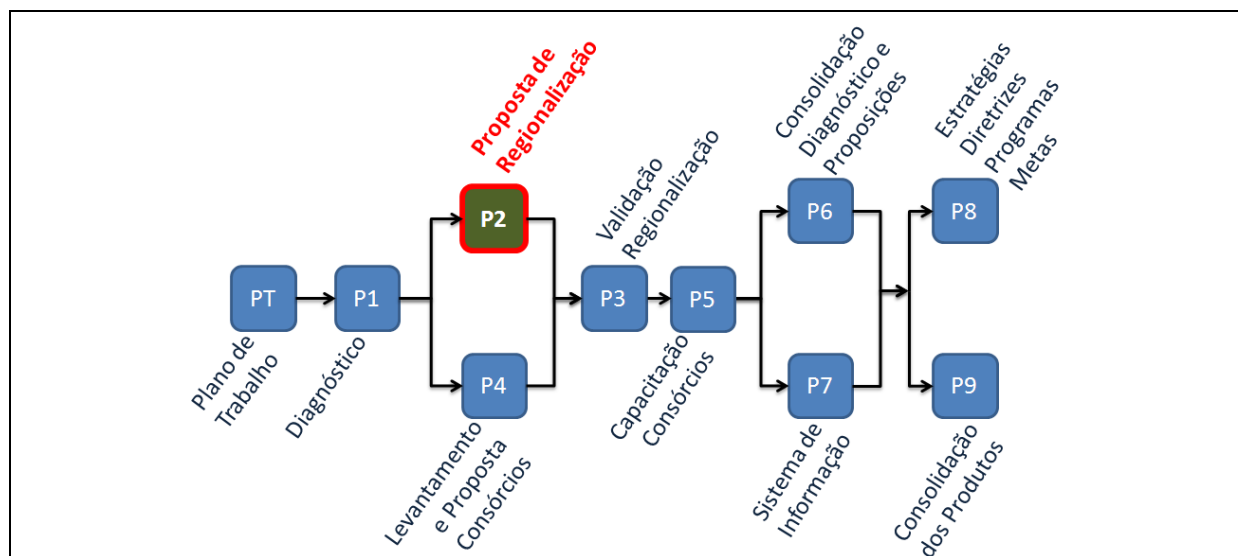 Proposta de
Regionalização
P2
Consolidação
Diagnóstico e
Proposições
P6
Estratégias
Diretrizes
Programas
Metas
P8
Validação
Regionalização
PT
Plano de
Trabalho
P1
Diagnóstico
P3
P5
Capacitação
Consórcios
P4
Levantamento
e Proposta
Consórcios
P7
Sistema de
Informação
P9
Consolidação
dos Produtos